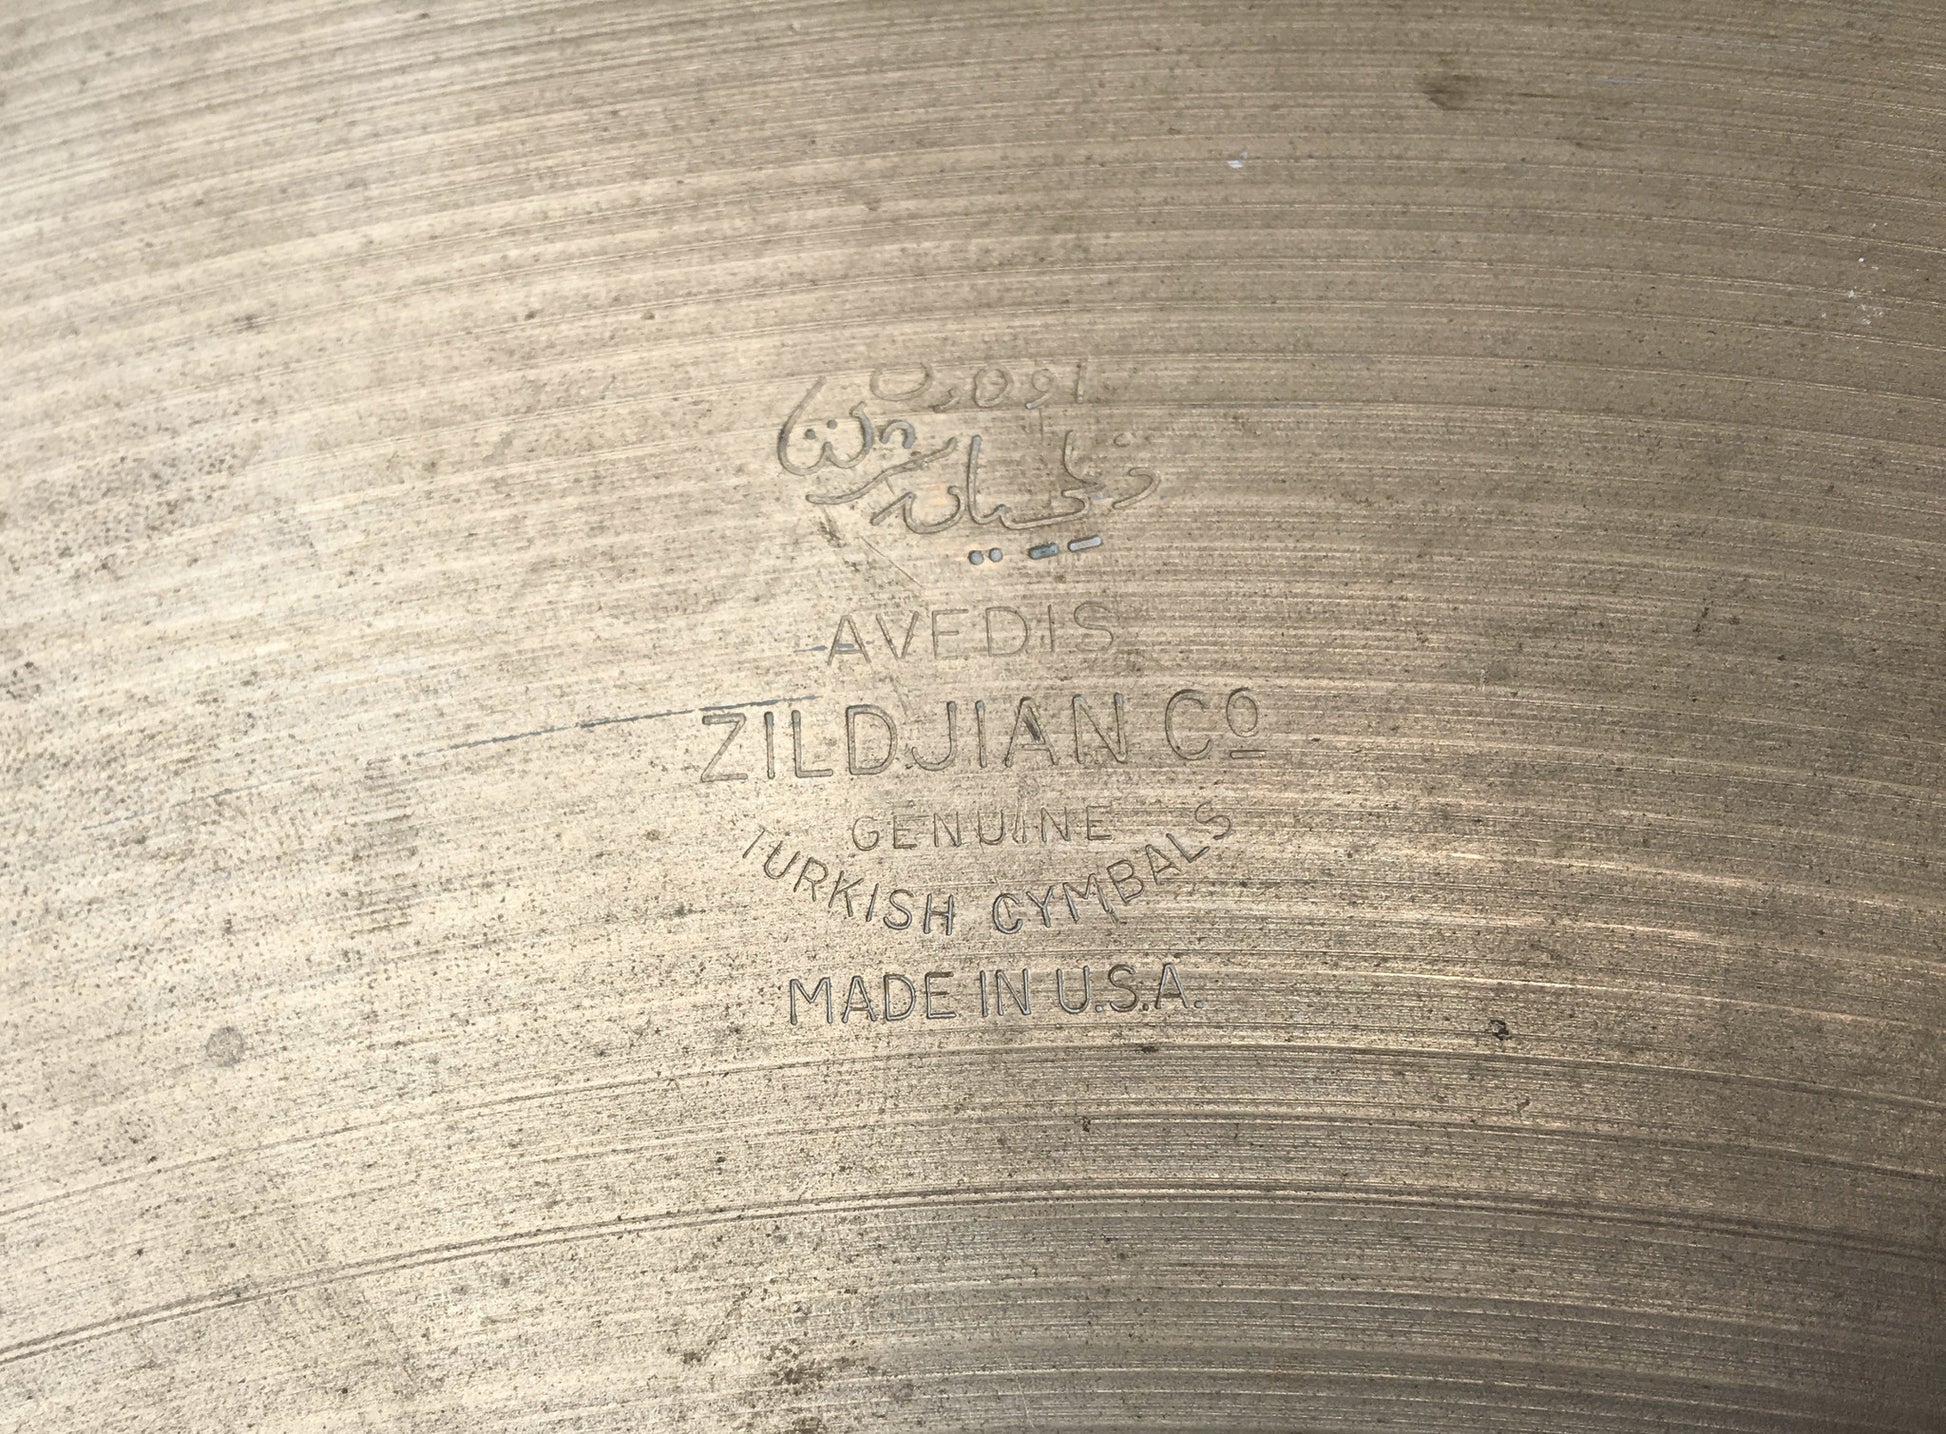 AVEDIS
ZILDJIAN Co
GENUINE
TURKISH CYMBALS
MADE IN U.S.A.